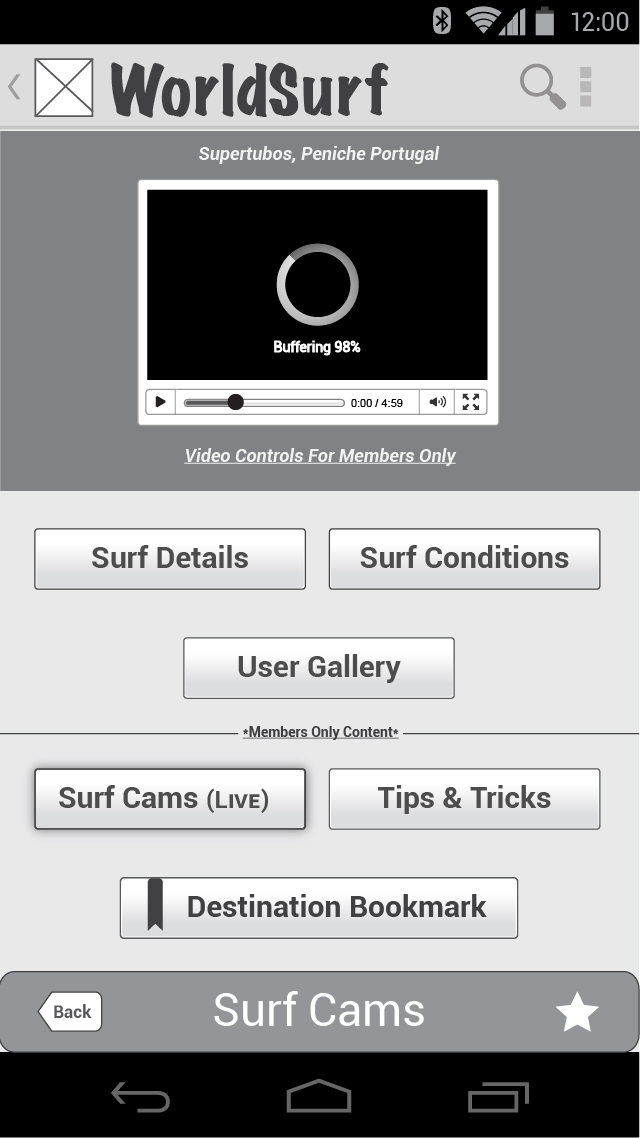 12:00
WorldSurf
Supertubos, Peniche Portugal
Buffering 98%
0:00 / 4:59
Video Controls For Members Only
Surf Details
Surf Conditions
User Gallery
*Members Only Content*
Surf Cams (LIVE)
Tips & Tricks
Destination Bookmark
Back
Surf Cams